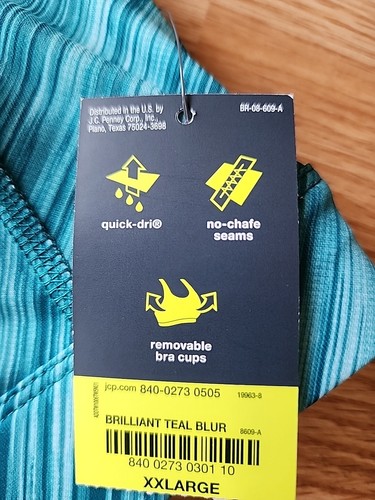 Distributed in the U.S. by
J.C. Penney Corp., Inc.,
Plano, Texas 75024-3698
BR-08-609-A
quick-dri®
no-chafe
seams
removable
bra cups
jcp.com 840-0273 0505
19963-8
BRILLIANT TEAL BLUR
8609-A
840 0273 0301 10
XXLARGE